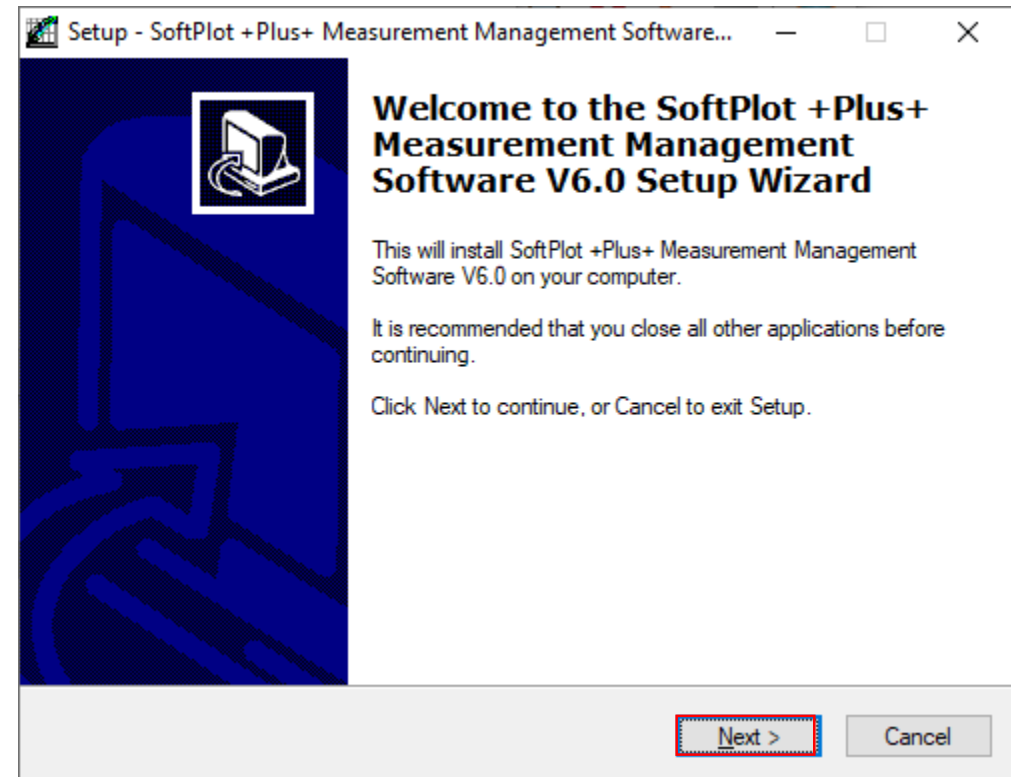 Setup - SoftPlot +Plus+ Measurement Management Software...
Welcome to the SoftPlot +Plus+
Measurement Management
Software V6.0 Setup Wizard
This will install SoftPlot +Plus+ Measurement Management
Software V6.0 on your computer.
It is recommended that you close all other applications before
continuing.
Click Next to continue, or Cancel to exit Setup.
Next >
Cancel